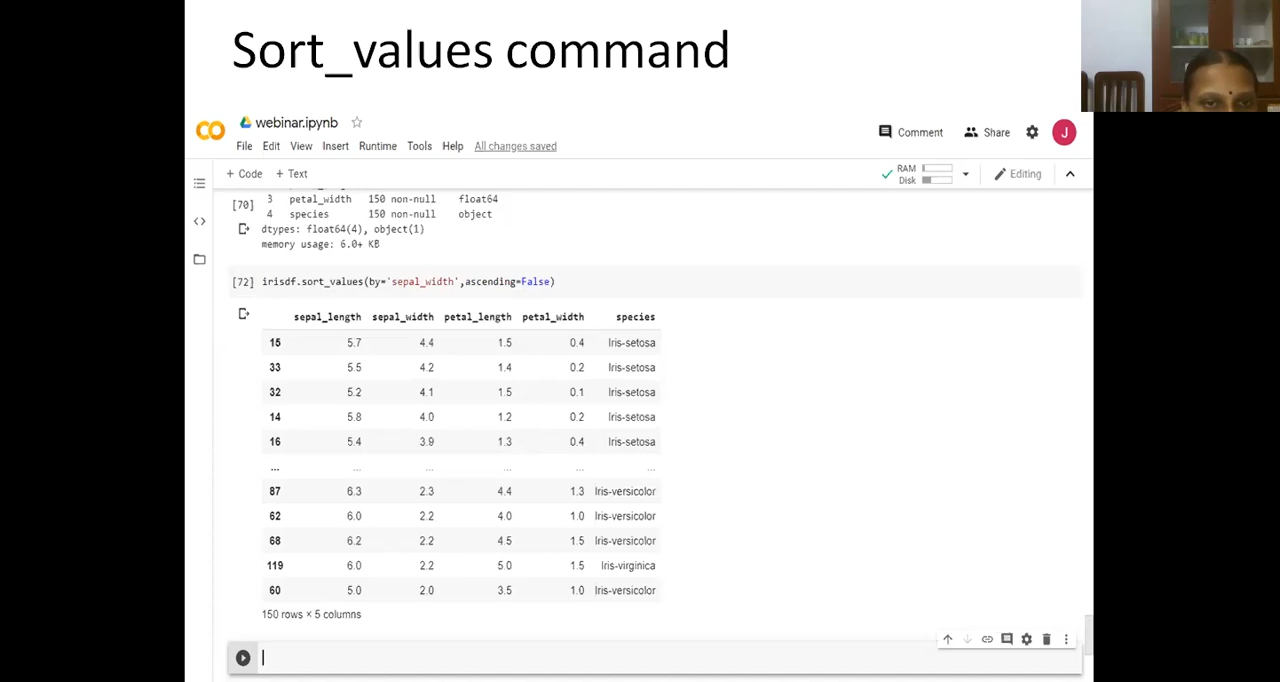 Sort_values command
webinar.ipynb
Comment Share J
File Edit View Insert Runtime Tools Help All changes saved
+ Code + Text
RAM
Disk
Editing
[70] 3 petal_width 150 non-null float64
4 species 150 non-null object
dtypes: float64(4), object(1)
memory usage: 6.0+ KB
[72] irisdf.sort_values(by='sepal_width',ascending=False)
sepal_length sepal_width petal_length petal_width species
15 5.7 4.4 1.5 0.4 Iris-setosa
33 5.5 4.2 1.4 0.2 Iris-setosa
32 5.2 4.1 1.5 0.1 Iris-setosa
14 5.8 4.0 1.2 0.2 Iris-setosa
16 5.4 3.9 1.3 0.4 Iris-setosa
... ... ... ... ... ...
87 6.3 2.3 4.4 1.3 Iris-versicolor
62 6.0 2.2 4.0 1.0 Iris-versicolor
68 6.2 2.2 4.5 1.5 Iris-versicolor
119 6.0 2.2 5.0 1.5 Iris-virginica
60 5.0 2.0 3.5 1.0 Iris-versicolor
150 rows × 5 columns